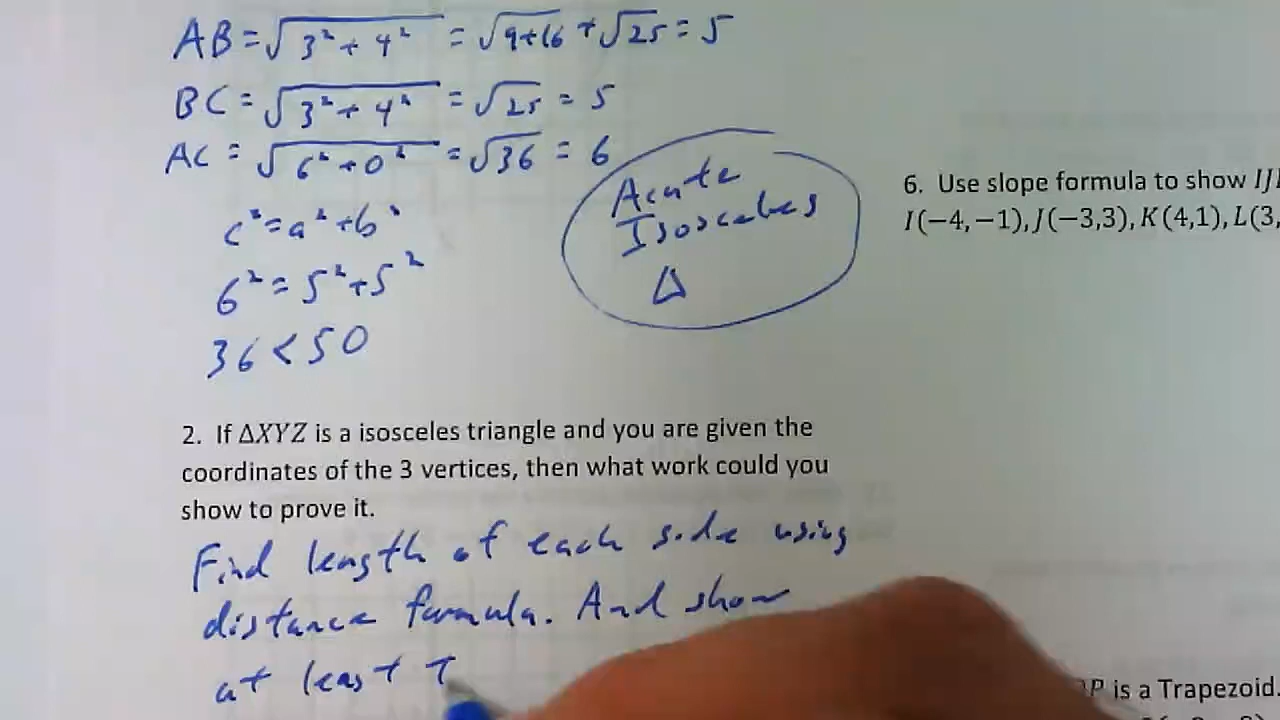 AB = √3² + 4² = √9+16 + √25 = 5
BC = √3² + 4² = √25 = 5
AC = √6² + 0² = √36 = 6
Acute
Isosceles
Δ
c² = a² + b²
6² = 5² + 5²
36 < 50
2. If ΔXYZ is a isosceles triangle and you are given the
coordinates of the 3 vertices, then what work could you
show to prove it.
Find length of each side using
distance formula. And show
at least T
6. Use slope formula to show IJ
I(−4, −1), J(−3,3), K(4,1), L(3,
P is a Trapezoid.